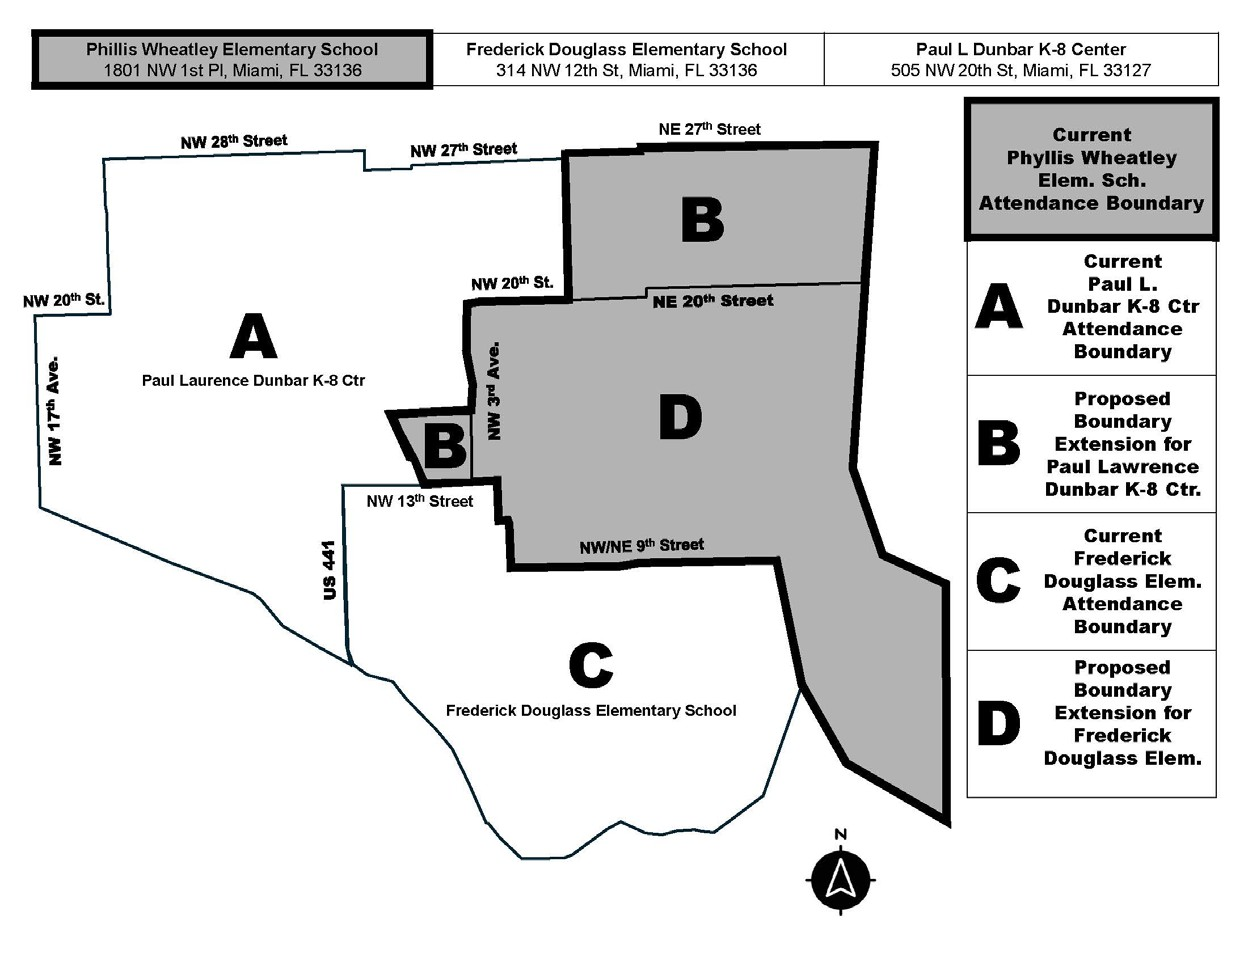 Phillis Wheatley Elementary School
1801 NW 1st Pl, Miami, FL 33136
Frederick Douglass Elementary School
314 NW 12th St, Miami, FL 33136
Paul L Dunbar K-8 Center
505 NW 20th St, Miami, FL 33127
NW 28th Street
NW 27th Street
NE 27th Street
B
NW 20th St.
NW 20th St.
NE 20th Street
A
Paul Laurence Dunbar K-8 Ctr
NW 17th Ave.
NW 3rd Ave.
D
B
NW 13th Street
US 441
NW/NE 9th Street
C
Frederick Douglass Elementary School
N
Current
Phyllis Wheatley
Elem. Sch.
Attendance Boundary
A
Current
Paul L.
Dunbar K-8 Ctr
Attendance
Boundary
B
Proposed
Boundary
Extension for
Paul Lawrence
Dunbar K-8 Ctr.
C
Current
Frederick
Douglass Elem.
Attendance
Boundary
D
Proposed
Boundary
Extension for
Frederick
Douglass Elem.